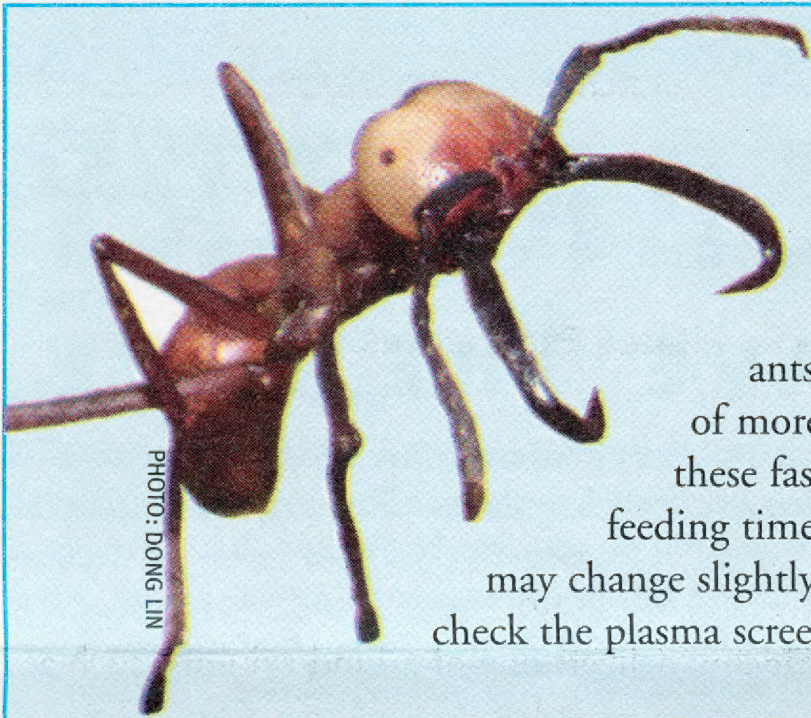 ants
of more
these fas
feeding time
may change slightly
check the plasma scree
PHOTO: DONG LIN